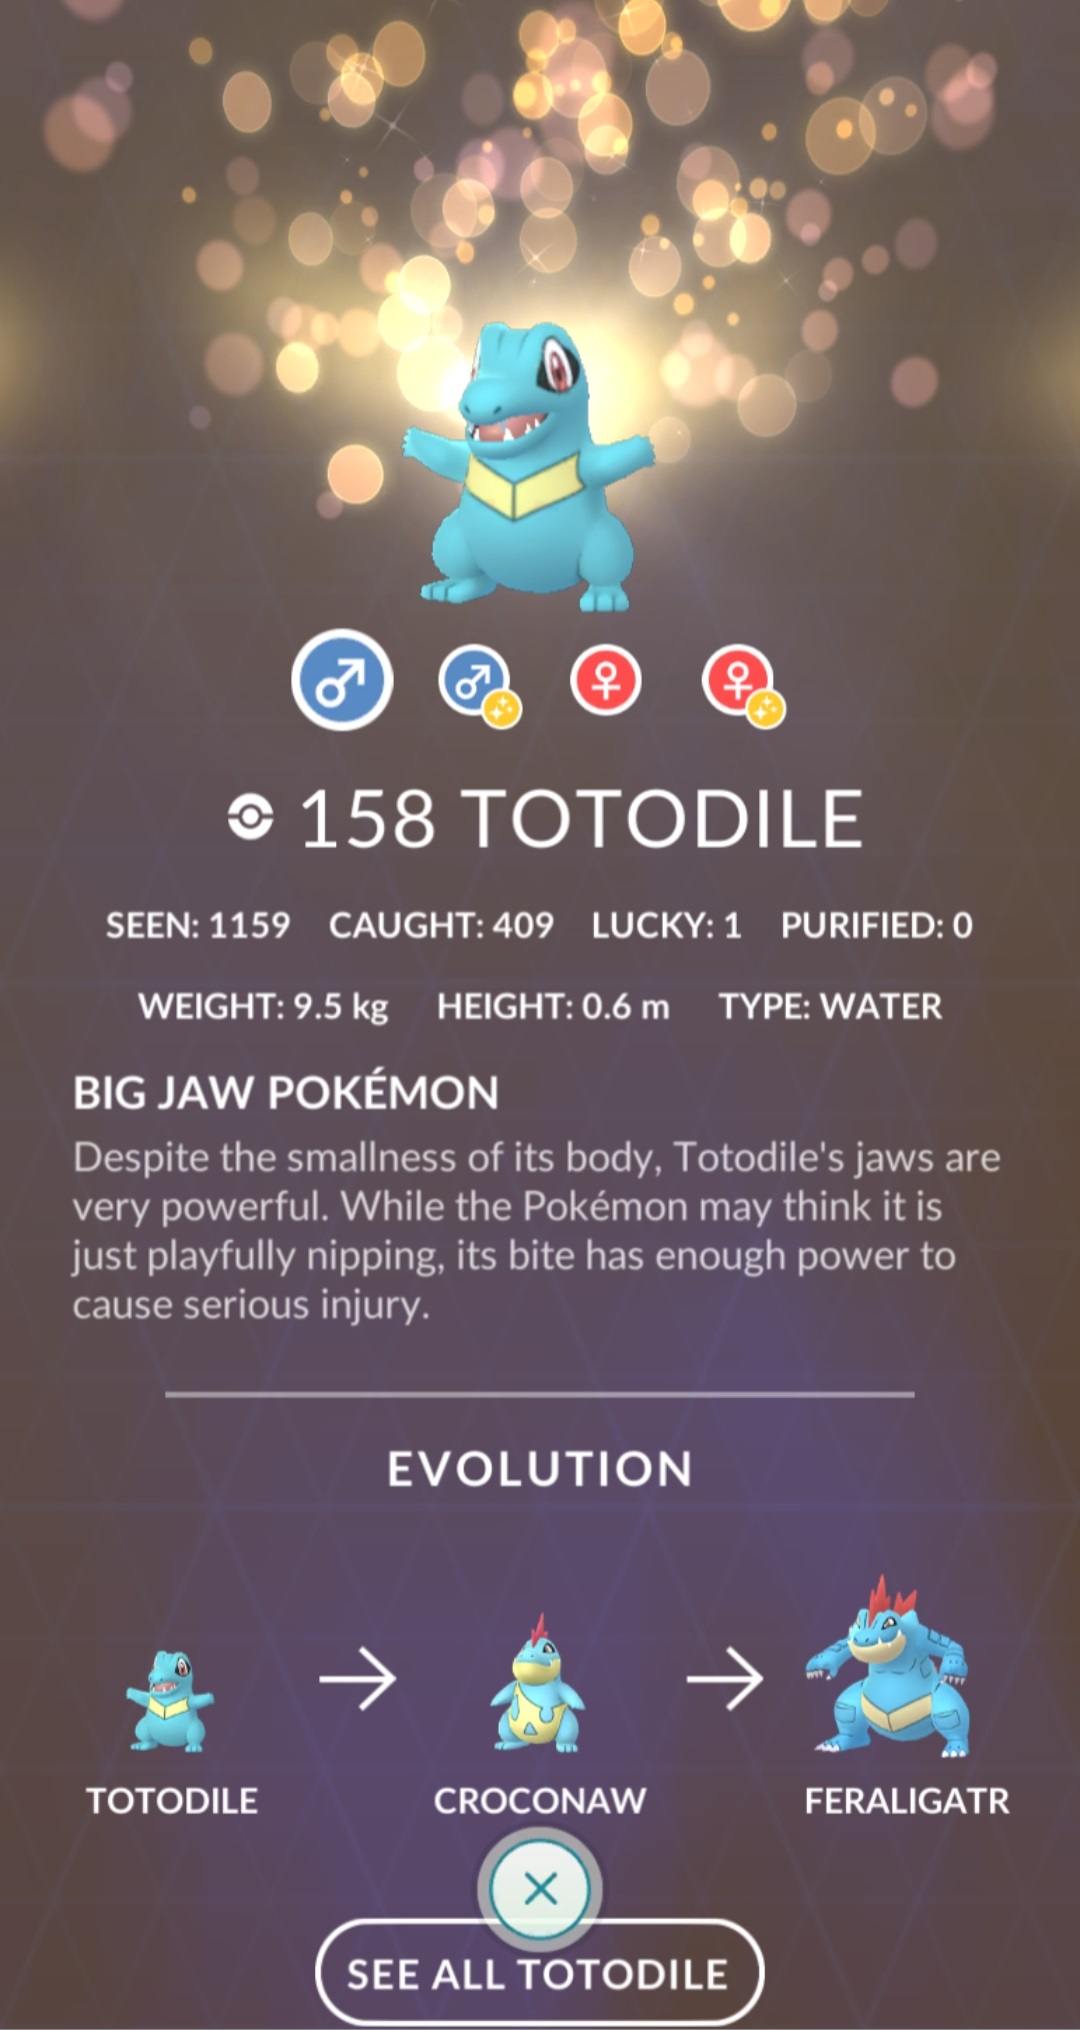 158 TOTODILE
SEEN: 1159 CAUGHT: 409 LUCKY: 1 PURIFIED: 0
WEIGHT: 9.5 kg HEIGHT: 0.6 m TYPE: WATER
BIG JAW POKÉMON
Despite the smallness of its body, Totodile's jaws are
very powerful. While the Pokémon may think it is
just playfully nipping, its bite has enough power to
cause serious injury.
EVOLUTION
TOTODILE CROCONAW FERALIGATR
SEE ALL TOTODILE